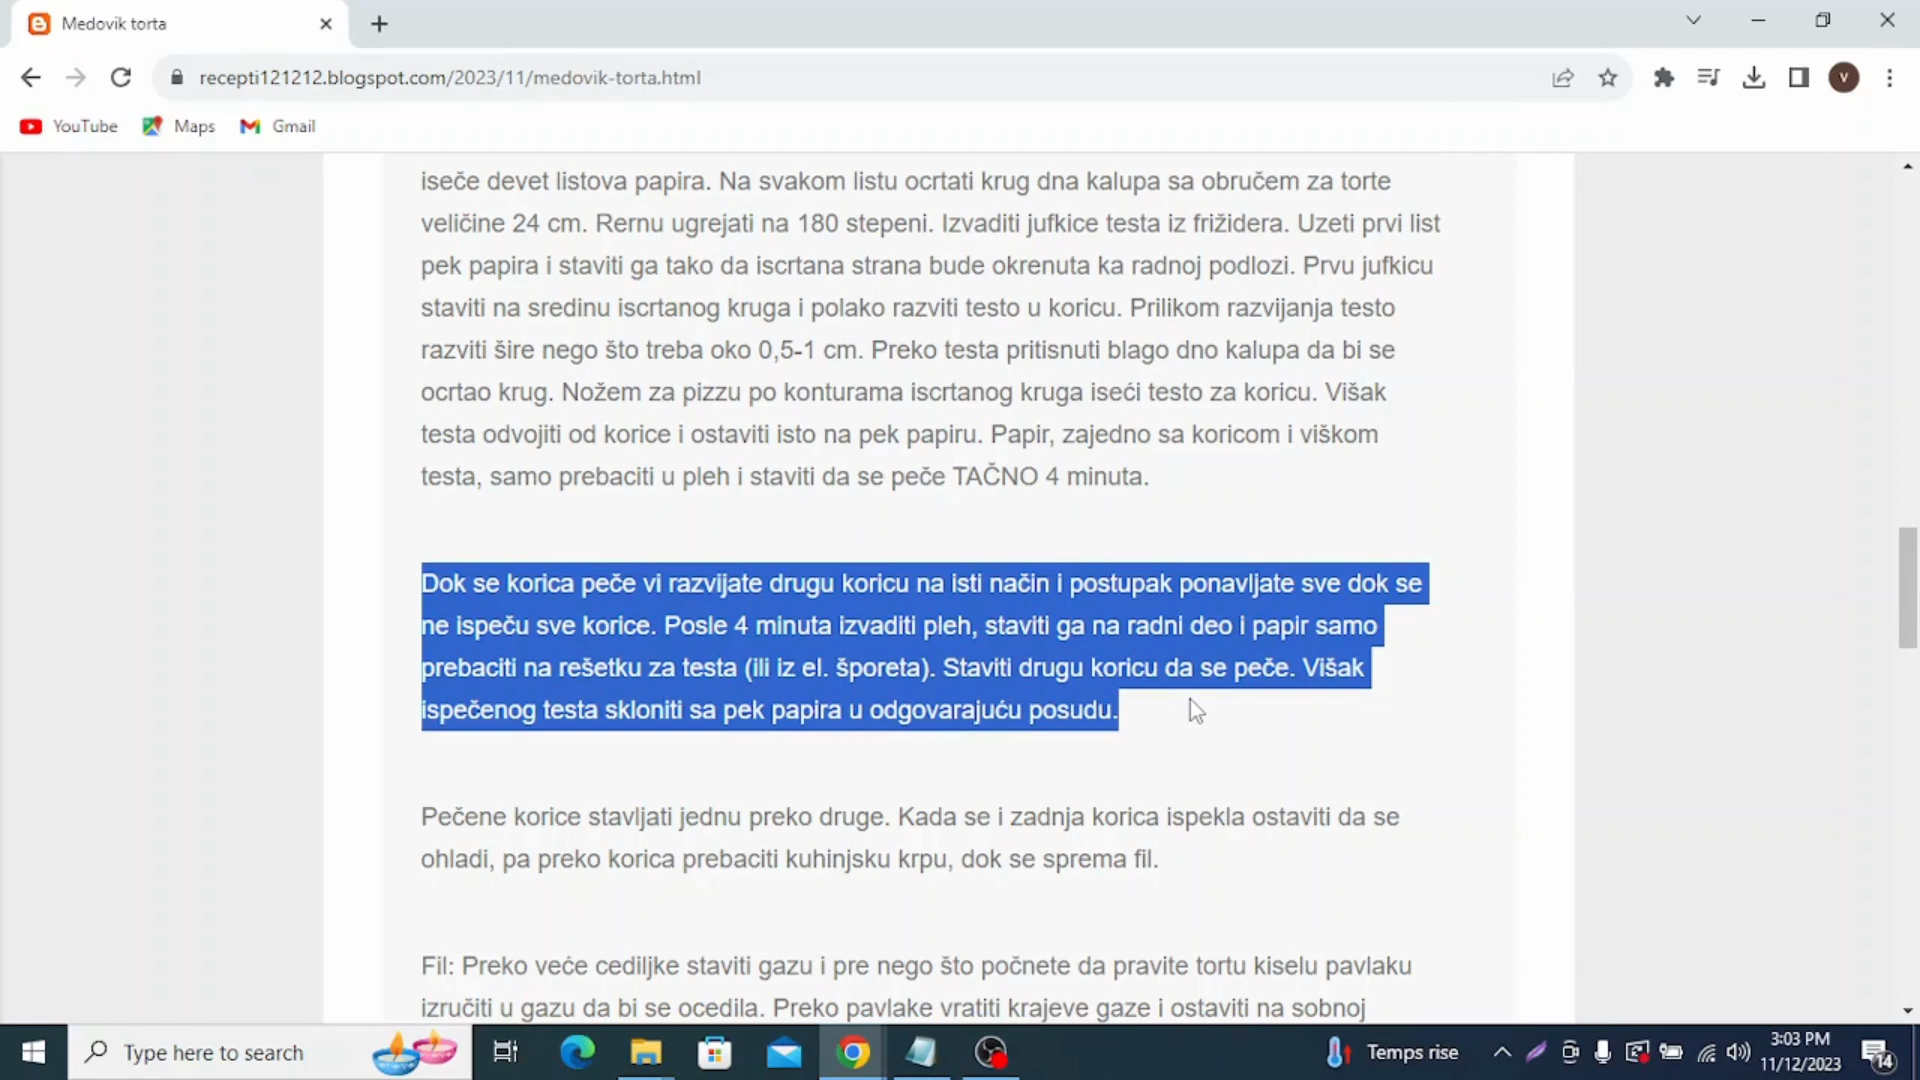 Medovik torta
recepti121212.blogspot.com/2023/11/medovik-torta.html
V
YouTube
Maps
Gmail
iseče devet listova papira. Na svakom listu ocrtati krug dna kalupa sa obručem za torte
veličine 24 cm. Rernu ugrejati na 180 stepeni. Izvaditi jufkice testa iz frižidera. Uzeti prvi list
pek papira i staviti ga tako da iscrtana strana bude okrenuta ka radnoj podlozi. Prvu jufkicu
staviti na sredinu iscrtanog kruga i polako razviti testo u koricu. Prilikom razvijanja testo
razviti šire nego što treba oko 0,5-1 cm. Preko testa pritisnuti blago dno kalupa da bi se
ocrtao krug. Nožem za pizzu po konturama iscrtanog kruga iseći testo za koricu. Višak
testa odvojiti od korice i ostaviti isto na pek papiru. Papir, zajedno sa koricom i viškom
testa, samo prebaciti u pleh i staviti da se peče TAČNO 4 minuta.
Dok se korica peče vi razvijate drugu koricu na isti način i postupak ponavljate sve dok se
ne ispeču sve korice. Posle 4 minuta izvaditi pleh, staviti ga na radni deo i papir samo
prebaciti na rešetku za testa (ili iz el. šporeta). Staviti drugu koricu da se peče. Višak
ispečenog testa skloniti sa pek papira u odgovarajuću posudu.
Pečene korice stavljati jednu preko druge. Kada se i zadnja korica ispekla ostaviti da se
ohladi, pa preko korica prebaciti kuhinjsku krpu, dok se sprema fil.
Fil: Preko veće cediljke staviti gazu i pre nego što počnete da pravite tortu kiselu pavlaku
izručiti u gazu da bi se ocedila. Preko pavlake vratiti krajeve gaze i ostaviti na sobnoj
Type here to search
Temps rise
3:03 PM
11/12/2023
14